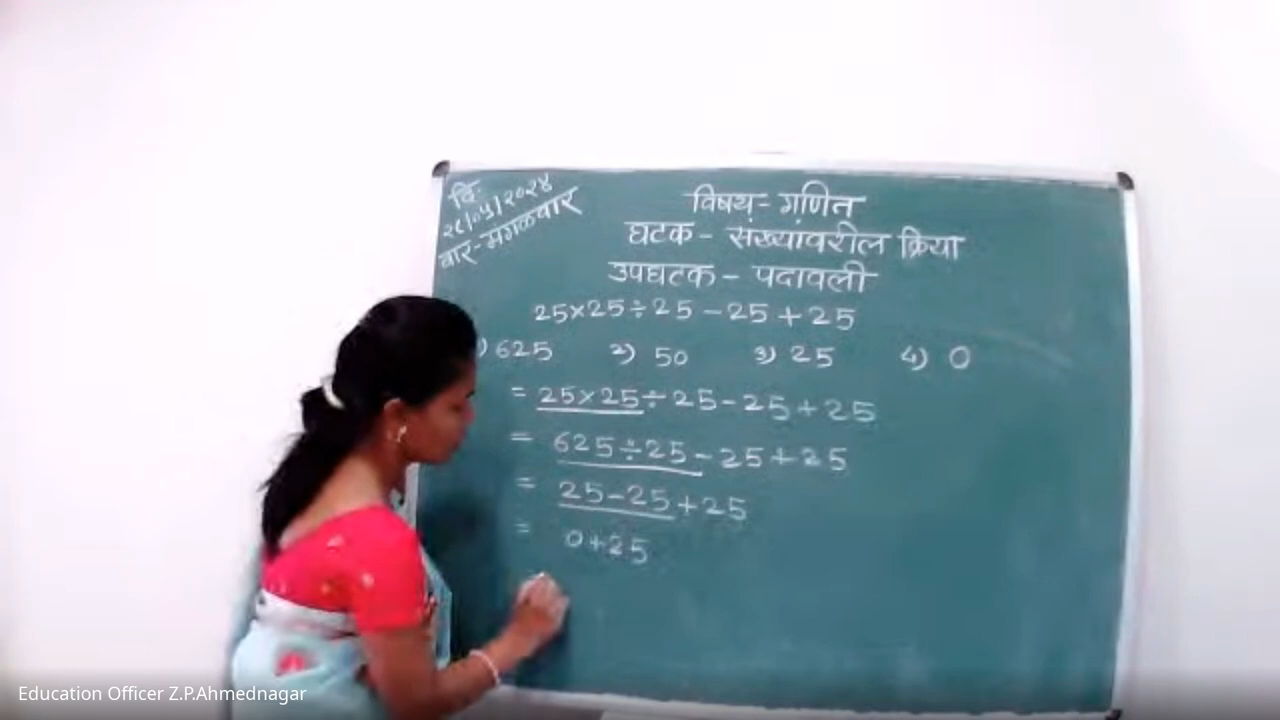 दि:
२८/०५/२०२४
वार-मंगळवार
विषय - गणित
घटक - संख्यांवरील क्रिया
उपघटक - पदावली
25×25÷25-25+25
) 625 2) 50 3) 25 4) 0
= 25×25÷25-25+25
= 625÷25-25+25
= 25-25+25
= 0+25
Education Officer Z.P.Ahmednagar